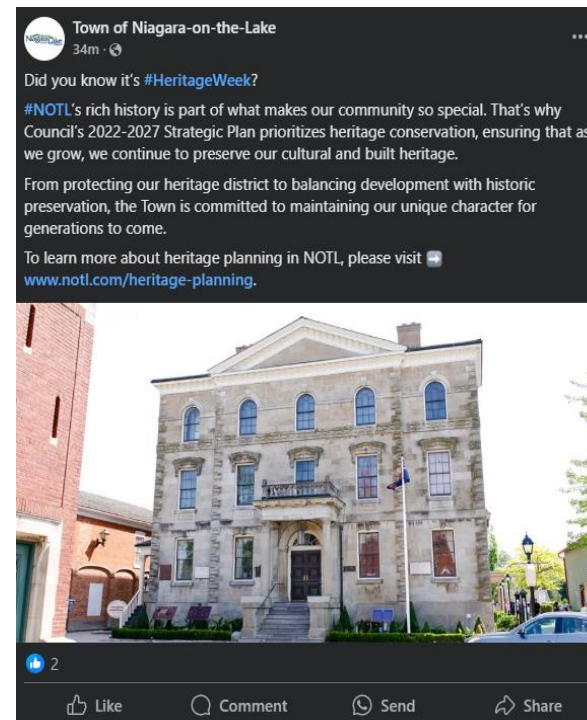 Town of Niagara-on-the-Lake
34m
Did you know it's #HeritageWeek?
#NOTL's rich history is part of what makes our community so special. That's why
Council's 2022-2027 Strategic Plan prioritizes heritage conservation, ensuring that as
we grow, we continue to preserve our cultural and built heritage.
From protecting our heritage district to balancing development with historic
preservation, the Town is committed to maintaining our unique character for
generations to come.
To learn more about heritage planning in NOTL, please visit ➡
www.notl.com/heritage-planning.
2
Like Comment Send Share